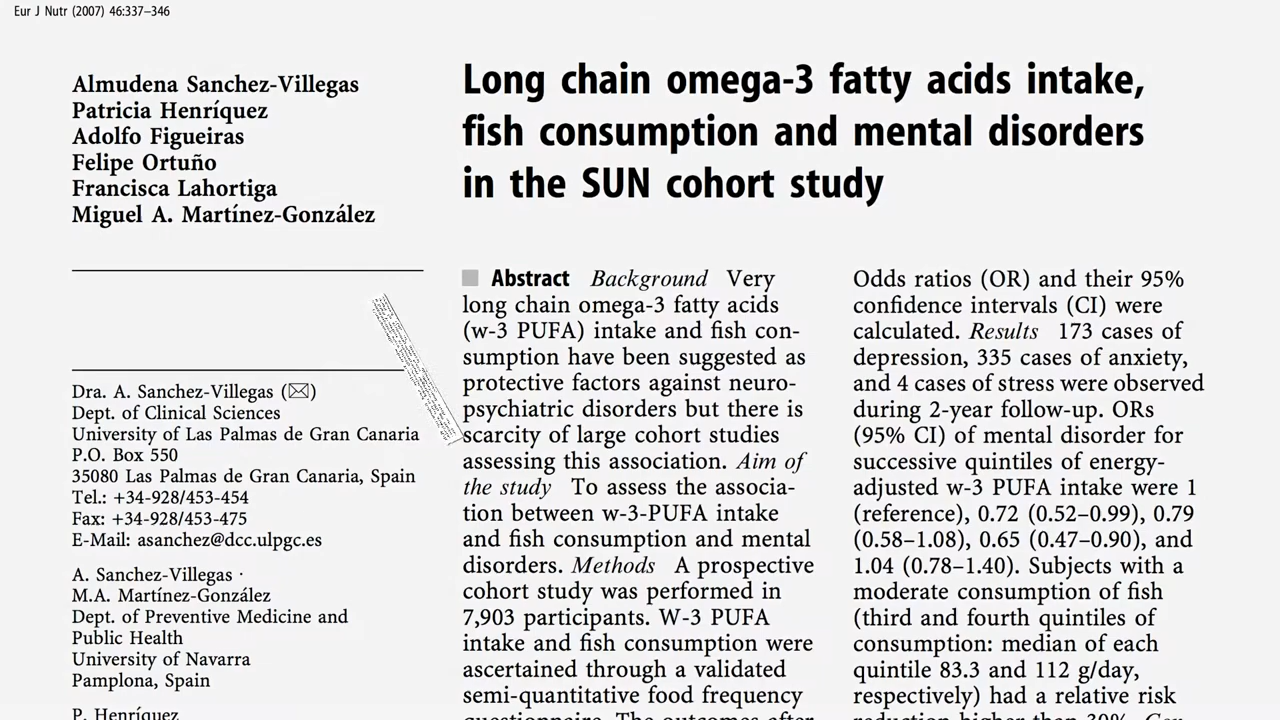 Eur J Nutr (2007) 46:337–346
Almudena Sanchez-Villegas
Patricia Henríquez
Adolfo Figueiras
Felipe Ortuño
Francisca Lahortiga
Miguel A. Martínez-González
Long chain omega-3 fatty acids intake,
fish consumption and mental disorders
in the SUN cohort study
Dra. A. Sanchez-Villegas (✉)
Dept. of Clinical Sciences
University of Las Palmas de Gran Canaria
P.O. Box 550
35080 Las Palmas de Gran Canaria, Spain
Tel.: +34-928/453-454
Fax: +34-928/453-475
E-Mail: asanchez@dcc.ulpgc.es
A. Sanchez-Villegas ·
M.A. Martínez-González
Dept. of Preventive Medicine and
Public Health
University of Navarra
Pamplona, Spain
P. Henríquez
Abstract Background Very
long chain omega-3 fatty acids
(w-3 PUFA) intake and fish con-
sumption have been suggested as
protective factors against neuro-
psychiatric disorders but there is
scarcity of large cohort studies
assessing this association. Aim of
the study To assess the associa-
tion between w-3-PUFA intake
and fish consumption and mental
disorders. Methods A prospective
cohort study was performed in
7,903 participants. W-3 PUFA
intake and fish consumption were
ascertained through a validated
semi-quantitative food frequency
questionnaire. The outcomes after
Odds ratios (OR) and their 95%
confidence intervals (CI) were
calculated. Results 173 cases of
depression, 335 cases of anxiety,
and 4 cases of stress were observed
during 2-year follow-up. ORs
(95% CI) of mental disorder for
successive quintiles of energy-
adjusted w-3 PUFA intake were 1
(reference), 0.72 (0.52–0.99), 0.79
(0.58–1.08), 0.65 (0.47–0.90), and
1.04 (0.78–1.40). Subjects with a
moderate consumption of fish
(third and fourth quintiles of
consumption: median of each
quintile 83.3 and 112 g/day,
respectively) had a relative risk
reduction higher than 30%.